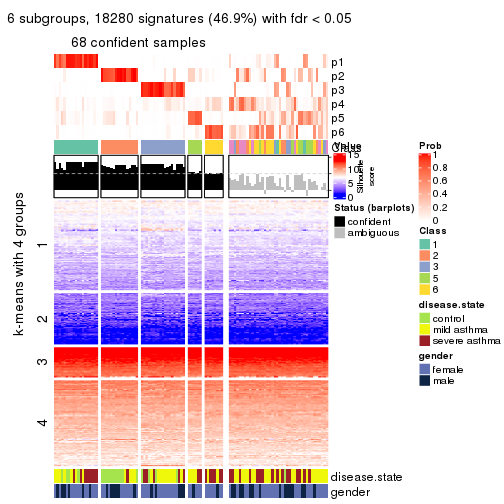 6 subgroups, 18280 signatures (46.9%) with fdr < 0.05
68 confident samples
p1
p2
p3
p4
p5
p6
Class
Value
15
10
5
0
Silhouette
score
1
0.5
0
Status (barplots)
confident
ambiguous
Prob
1
0.8
0.6
0.4
0.2
0
Class
1
2
3
5
6
disease.state
control
mild asthma
severe asthma
gender
female
male
k-means with 4 groups
1
2
3
4
disease.state
gender